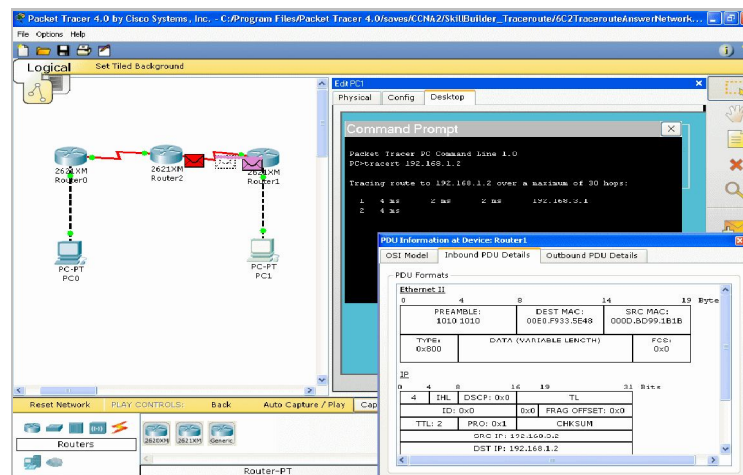 Packet Tracer 4.0 by Cisco Systems, Inc. - C:/Program Files/Packet Tracer 4.0/saves/CCNA2/SkillBuilder_Traceroute/6C2TracerouteAnswerNetwork...
File Options Help
Logical
Set Tiled Background
2621XM
Router0
2621XM
Router2
2621XM
Router1
PC-PT
PC0
PC-PT
PC1
Edit PC1
Physical Config Desktop
Command Prompt
Packet Tracer PC Command Line 1.0
PC>tracert 192.168.1.2
Tracing route to 192.168.1.2 over a maximum of 30 hops:
1 4 ms 2 ms 2 ms 192.168.3.1
2 4 ms
PDU Information at Device: Router1
OSI Model Inbound PDU Details Outbound PDU Details
PDU Formats
Ethernet II
0 4 8 14 19 Byte
PREAMBLE: DEST MAC: SRC MAC:
1010 1010 00E0.F933.5E48 000D.BD99.1B1B
TYPE: DATA (VARIABLE LENGTH) FCS:
0x800 0x0
IP
0 4 8 16 19 31 Bits
4 IHL DSCP: 0x0 TL
ID: 0x0 0x0 FRAG OFFSET: 0x0
TTL: 2 PRO: 0x1 CHKSUM
SRC IP: 192.168.3.2
DST IP: 192.168.1.2
Reset Network PLAY CONTROLS: Back Auto Capture / Play Cap
Routers
2620XM 2621XM Generic
Router-PT